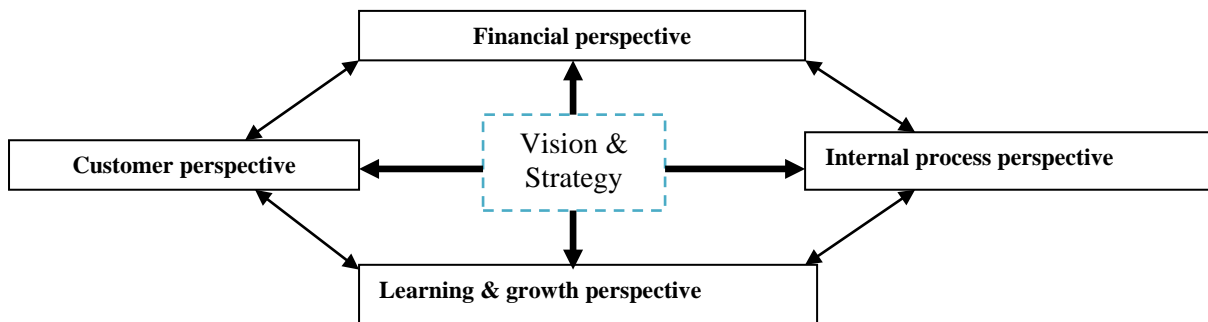 Financial perspective
Vision &
Strategy
Customer perspective
Internal process perspective
Learning & growth perspective